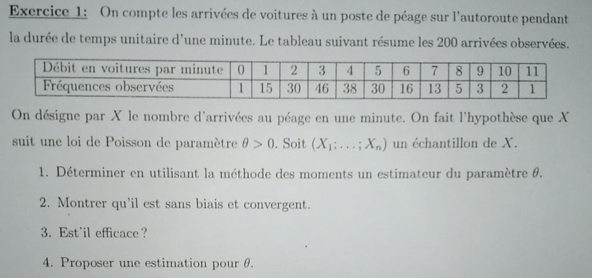 Exercice 1: On compte les arrivées de voitures à un poste de péage sur l'autoroute pendant
la durée de temps unitaire d'une minute. Le tableau suivant résume les 200 arrivées observées.
Débit en voitures par minute 0 1 2 3 4 5 6 7 8 9 10 11
Fréquences observées 1 15 30 46 38 30 16 13 5 3 2 1
On désigne par X le nombre d'arrivées au péage en une minute. On fait l'hypothèse que X
suit une loi de Poisson de paramètre θ > 0. Soit (X₁; . . . ; Xₙ) un échantillon de X.
1. Déterminer en utilisant la méthode des moments un estimateur du paramètre θ.
2. Montrer qu'il est sans biais et convergent.
3. Est'il efficace ?
4. Proposer une estimation pour θ.